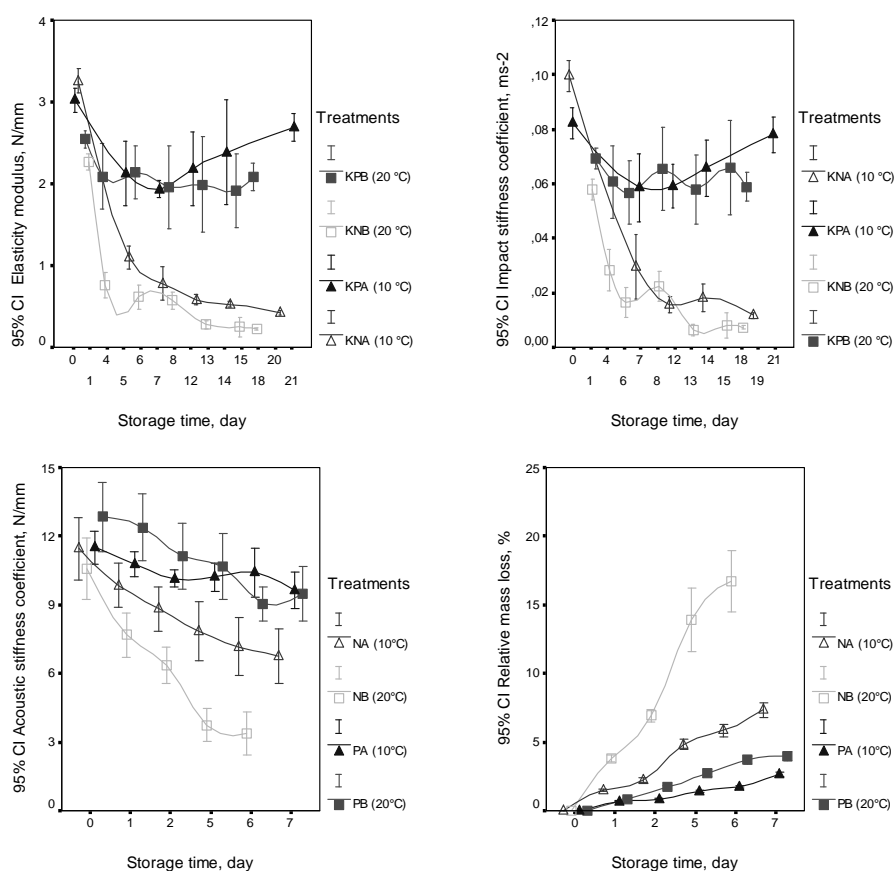 95% CI Elasticity modulus, N/mm
4
3
2
1
0
0 4 6 8 13 15 20
1 5 7 12 14 18 21
Storage time, day
Treatments
KPB (20 °C)
KNB (20 °C)
KPA (10 °C)
KNA (10 °C)
95% CI Impact stiffness coefficient, ms-2
,12
,10
,08
,06
,04
,02
0,00
0 4 7 12 14 18 21
1 6 8 13 15 19
Storage time, day
Treatments
KNA (10 °C)
KPA (10 °C)
KNB (20 °C)
KPB (20 °C)
95% CI Acoustic stiffness coefficient, N/mm
15
12
9
6
3
0
0 1 2 5 6 7
Storage time, day
Treatments
NA (10°C)
NB (20°C)
PA (10°C)
PB (20°C)
95% CI Relative mass loss, %
25
20
15
10
5
0
0 1 2 5 6 7
Storage time, day
Treatments
NA (10°C)
NB (20°C)
PA (10°C)
PB (20°C)